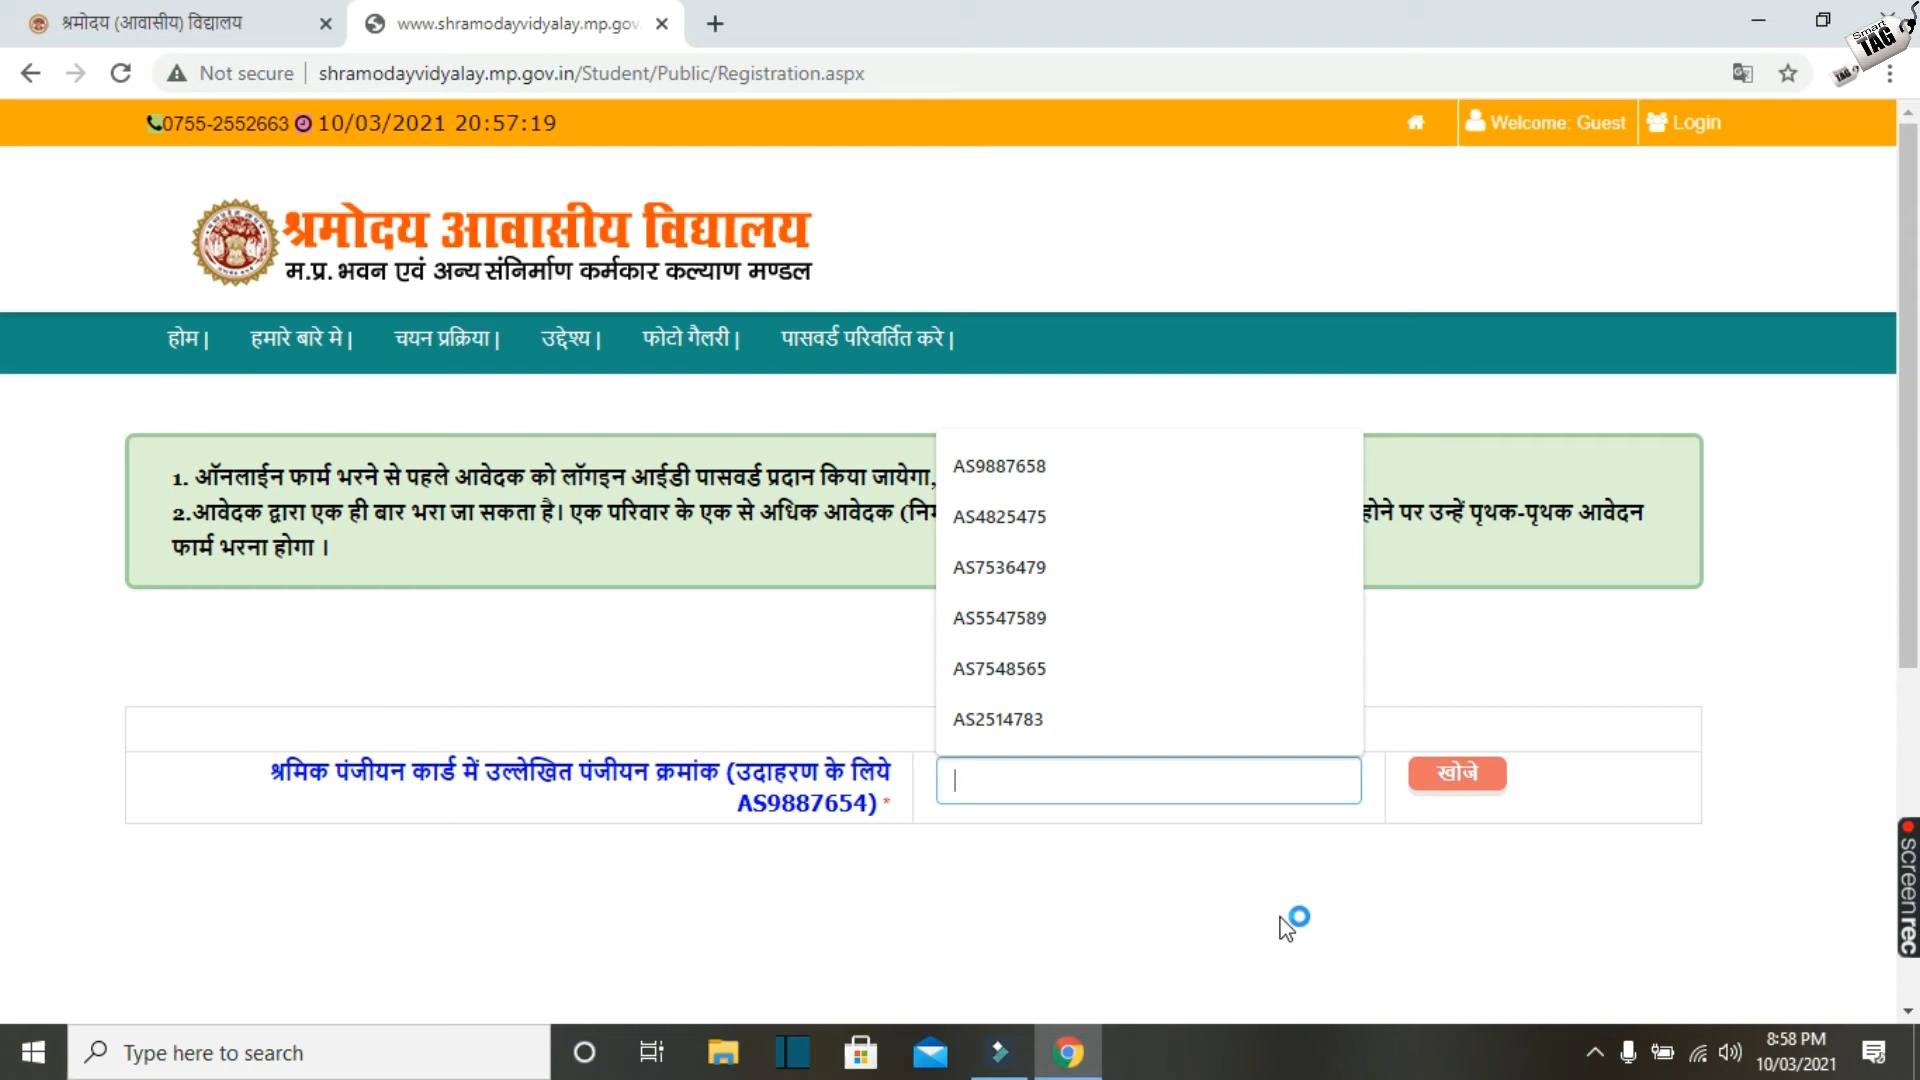 श्रमोदय (आवासीय) विद्यालय
www.shramodayvidyalay.mp.gov.
Smart TAG
TAG
Not secure | shramodayvidyalay.mp.gov.in/Student/Public/Registration.aspx
0755-2552663 10/03/2021 20:57:19
Welcome: Guest
Login
श्रमोदय आवासीय विद्यालय
म.प्र. भवन एवं अन्य संनिर्माण कर्मकार कल्याण मण्डल
होम | हमारे बारे मे | चयन प्रक्रिया | उद्देश्य | फोटो गैलरी | पासवर्ड परिवर्तित करे |
1. ऑनलाईन फार्म भरने से पहले आवेदक को लॉगइन आईडी पासवर्ड प्रदान किया जायेगा,
2.आवेदक द्वारा एक ही बार भरा जा सकता है। एक परिवार के एक से अधिक आवेदक होने पर उन्हें पृथक-पृथक आवेदन
फार्म भरना होगा ।
AS9887658
AS4825475
AS7536479
AS5547589
AS7548565
AS2514783
श्रमिक पंजीयन कार्ड में उल्लेखित पंजीयन क्रमांक (उदाहरण के लिये
AS9887654) *
खोजे
screenrec
Type here to search
8:58 PM
10/03/2021